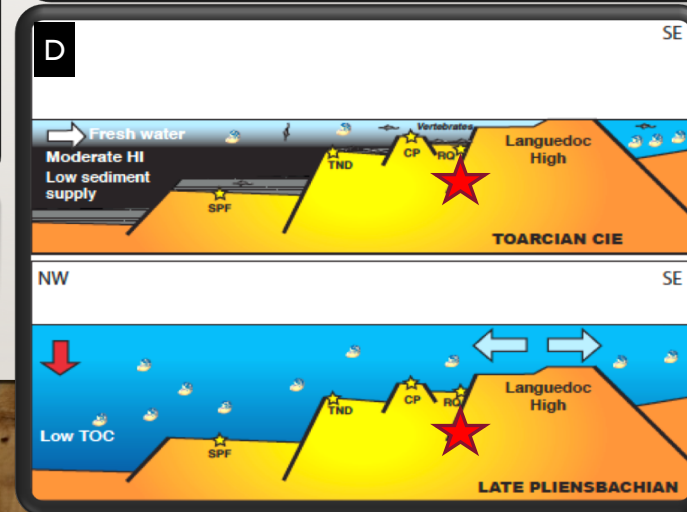 D
SE
Fresh water
Vertebrates
Moderate HI
Low sediment
supply
TND
CP
RQ
Languedoc
High
SPF
TOARCIAN CIE
NW
SE
TND
CP
RQ
Languedoc
High
Low TOC
SPF
LATE PLIENSBACHIAN